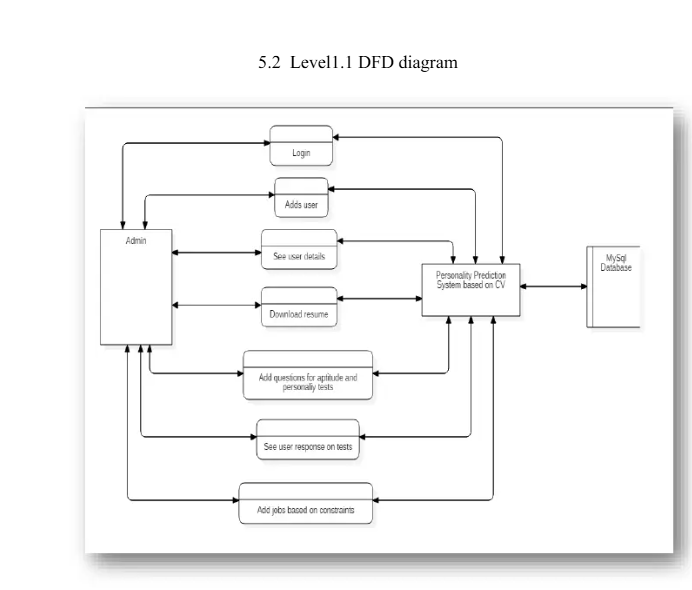 5.2  Level1.1 DFD diagram
Login
Adds user
Admin
See user details
MySql
Database
Personality Prediction
System based on CV
Download resume
Add questions for aptitude and
personaliy tests
See user response on tests
Add jobs based on constraints